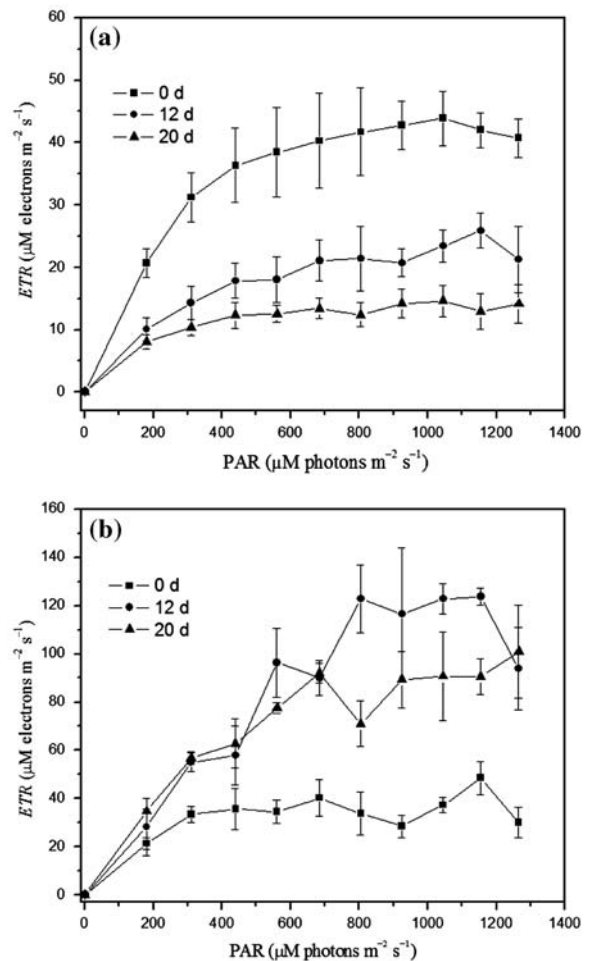 (a)
60
50
40
30
20
10
0
ETR (μM electrons m⁻² s⁻¹)
0 d
12 d
20 d
0 200 400 600 800 1000 1200 1400
PAR (μM photons m⁻² s⁻¹)
(b)
160
140
120
100
80
60
40
20
0
ETR (μM electrons m⁻² s⁻¹)
0 d
12 d
20 d
0 200 400 600 800 1000 1200 1400
PAR (μM photons m⁻² s⁻¹)